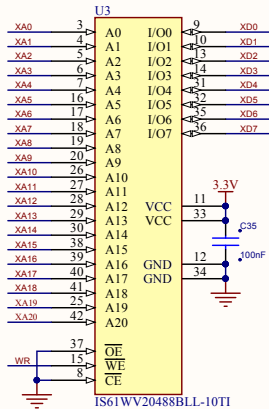 U3
XA0 3 A0 I/O0 9 XD0
XA1 4 A1 I/O1 10 XD1
XA2 5 A2 I/O2 13 XD2
XA3 6 A3 I/O3 14 XD3
XA4 7 A4 I/O4 31 XD4
XA5 16 A5 I/O5 32 XD5
XA6 17 A6 I/O6 35 XD6
XA7 18 A7 I/O7 36 XD7
XA8 19 A8
XA9 20 A9
XA10 26 A10
XA11 27 A11 3.3V
XA12 28 A12 VCC 11
XA13 29 A13 VCC 33
XA14 30 A14 C35
XA15 38 A15
XA16 39 A16 GND 12 100nF
XA17 40 A17 GND 34
XA18 41 A18
XA19 25 A19
XA20 42 A20
37 OE
WR 15 WE
8 CE
IS61WV20488BLL-10TI